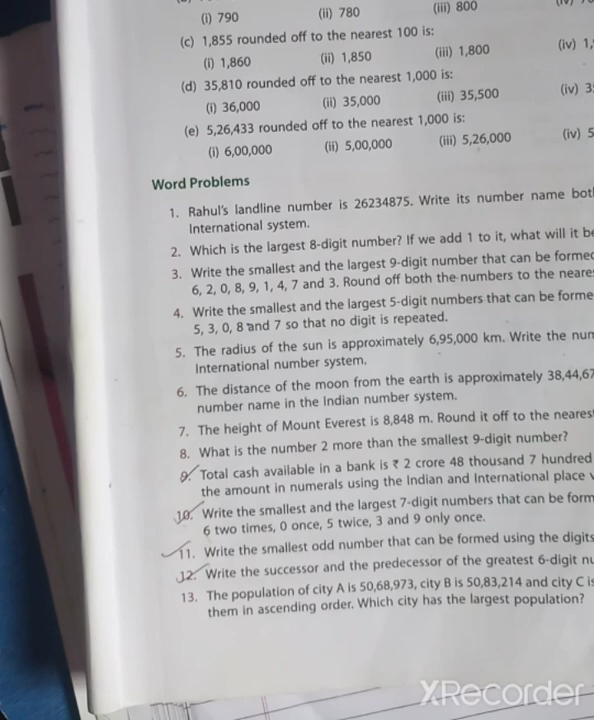 (i) 790 (ii) 780 (iii) 800
(c) 1,855 rounded off to the nearest 100 is:
(i) 1,860 (ii) 1,850 (iii) 1,800 (iv) 1,
(d) 35,810 rounded off to the nearest 1,000 is:
(i) 36,000 (ii) 35,000 (iii) 35,500 (iv) 3
(e) 5,26,433 rounded off to the nearest 1,000 is:
(i) 6,00,000 (ii) 5,00,000 (iii) 5,26,000 (iv) 5
Word Problems
1. Rahul's landline number is 26234875. Write its number name
International system.
2. Which is the largest 8-digit number? If we add 1 to it, what will it
3. Write the smallest and the largest 9-digit number that can be
6, 2, 0, 8, 9, 1, 4, 7 and 3. Round off both the numbers to the
4. Write the smallest and the largest 5-digit numbers that can be
5, 3, 0, 8 and 7 so that no digit is repeated.
5. The radius of the sun is approximately 6,95,000 km. Write the
International number system.
6. The distance of the moon from the earth is approximately 38,44,67
number name in the Indian number system.
7. The height of Mount Everest is 8,848 m. Round it off to the
8. What is the number 2 more than the smallest 9-digit number?
9. Total cash available in a bank is ₹ 2 crore 48 thousand 7 hundred
the amount in numerals using the Indian and International place
10. Write the smallest and the largest 7-digit numbers that can be
6 two times, 0 once, 5 twice, 3 and 9 only once.
11. Write the smallest odd number that can be formed using the digits
12. Write the successor and the predecessor of the greatest 6-digit
13. The population of city A is 50,68,973, city B is 50,83,214 and city C
them in ascending order. Which city has the largest population?
XRecorder